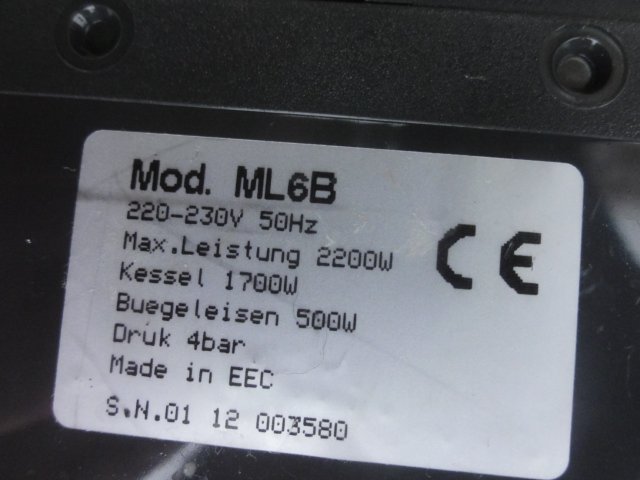 Mod. ML6B
220-230V 50Hz
Max.Leistung 2200W
Kessel 1700W
Buegeleisen 500W
Druk 4bar
Made in EEC
S.N.01 12 003580
CE